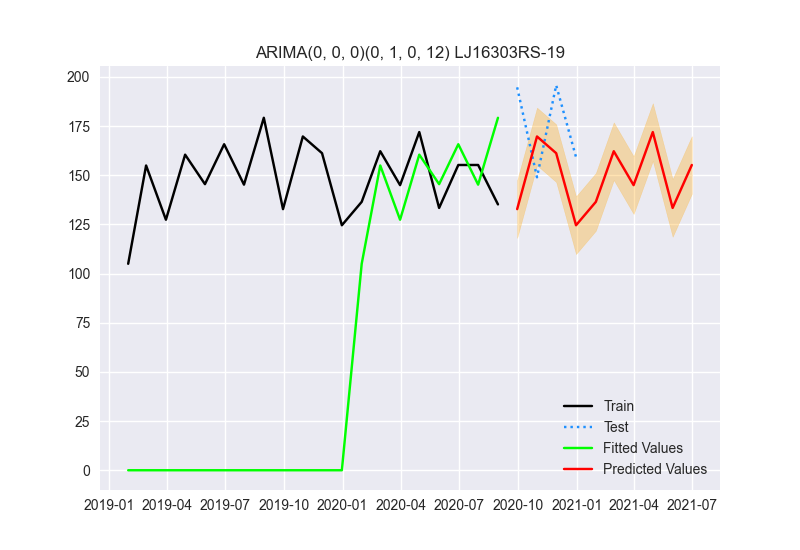 ARIMA(0, 0, 0)(0, 1, 0, 12) LJ16303RS-19
200
175
150
125
100
75
50
25
0
Train
Test
Fitted Values
Predicted Values
2019-01 2019-04 2019-07 2019-10 2020-01 2020-04 2020-07 2020-10 2021-01 2021-04 2021-07